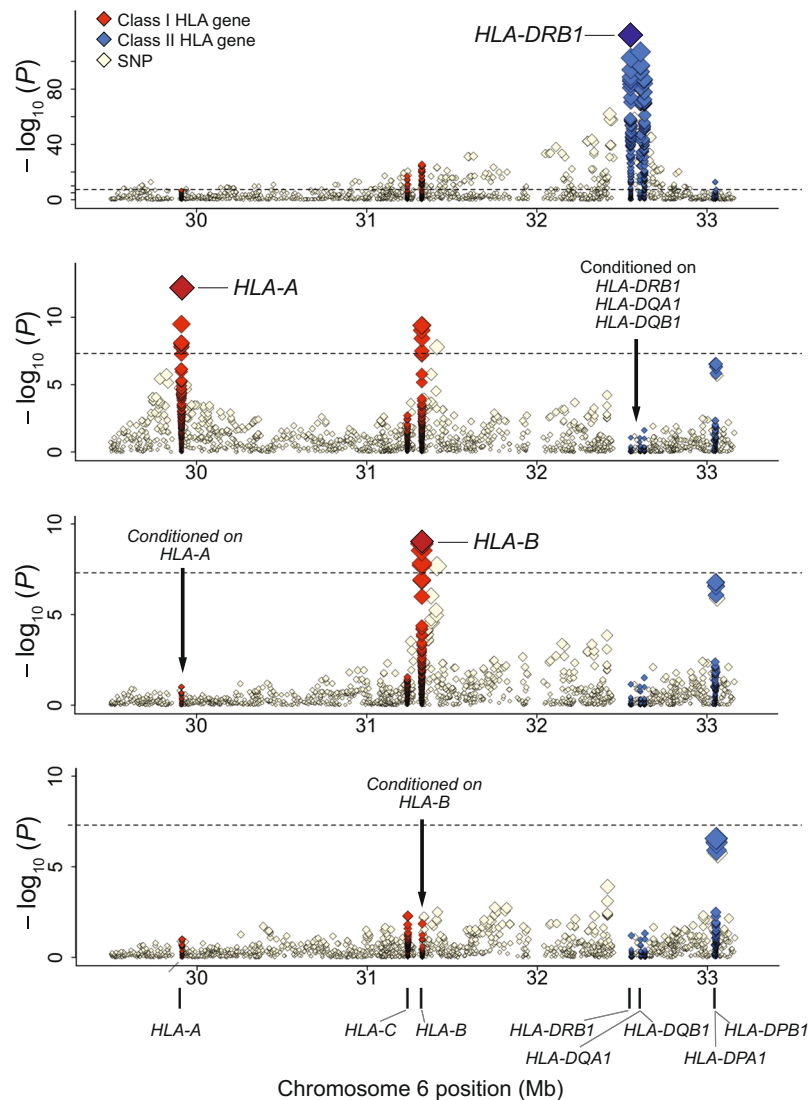 Class I HLA gene
Class II HLA gene
SNP
HLA-DRB1
− log10 (P)
80
40
0
30 31 32 33
HLA-A
Conditioned on
HLA-DRB1
HLA-DQA1
HLA-DQB1
− log10 (P)
10
5
0
30 31 32 33
Conditioned on
HLA-A
HLA-B
− log10 (P)
10
5
0
30 31 32 33
Conditioned on
HLA-B
− log10 (P)
10
5
0
30 31 32 33
HLA-A HLA-C HLA-B HLA-DRB1 HLA-DQB1 HLA-DPB1
HLA-DQA1 HLA-DPA1
Chromosome 6 position (Mb)